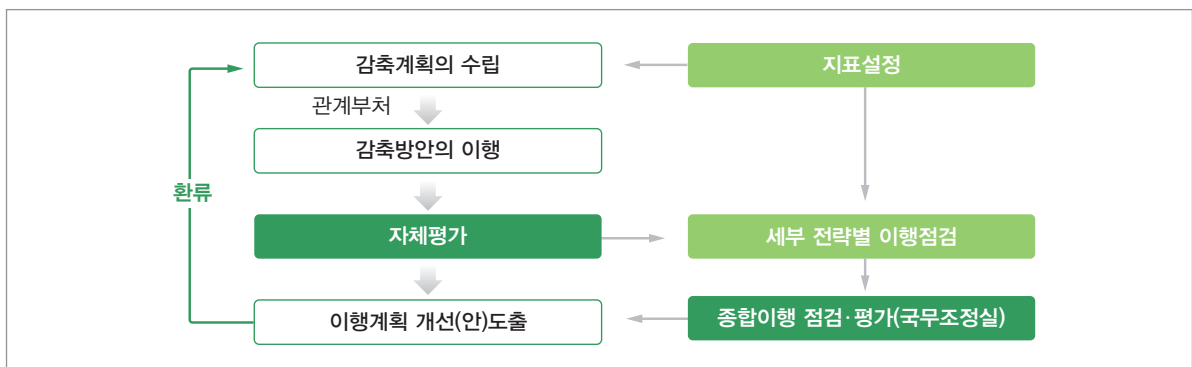 감축계획의 수립
지표설정
관계부처
감축방안의 이행
환류
자체평가
세부 전략별 이행점검
이행계획 개선(안)도출
종합이행 점검·평가(국무조정실)